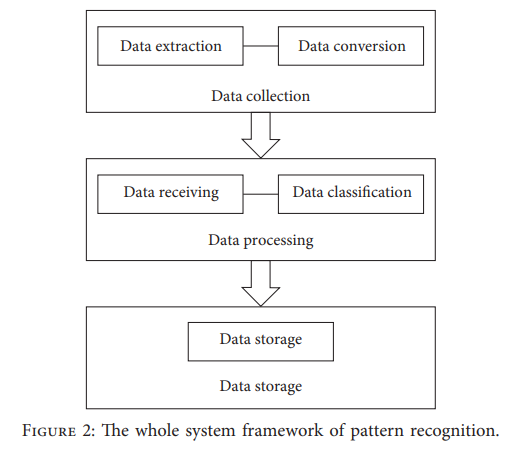 Data extraction
Data conversion
Data collection
Data receiving
Data classification
Data processing
Data storage
Data storage
FIGURE 2: The whole system framework of pattern recognition.